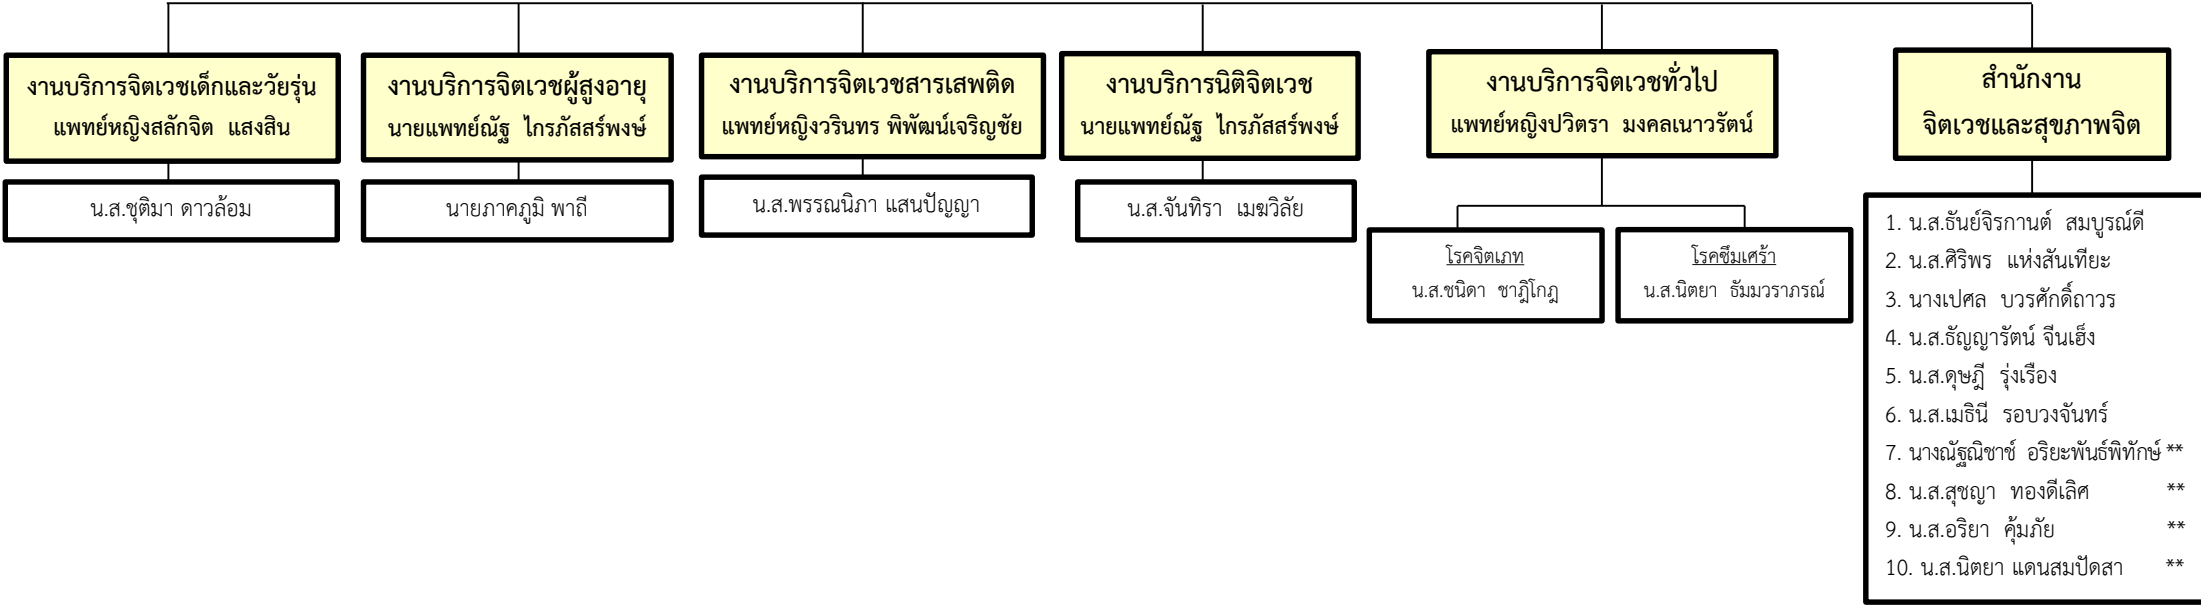 งานบริการจิตเวชเด็กและวัยรุ่น
แพทย์หญิงสลักจิต แสงสิน
น.ส.ชุติมา ดาวล้อม
งานบริการจิตเวชผู้สูงอายุ
นายแพทย์ณัฐ ไกรภัสสร์พงษ์
นายภาคภูมิ พาถี
งานบริการจิตเวชสารเสพติด
แพทย์หญิงวรินทร พิพัฒน์เจริญชัย
น.ส.พรรณนิภา แสนปัญญา
งานบริการนิติจิตเวช
นายแพทย์ณัฐ ไกรภัสสร์พงษ์
น.ส.จันทิรา เมฆวิลัย
งานบริการจิตเวชทั่วไป
แพทย์หญิงปวิตรา มงคลเนาวรัตน์
โรคจิตเภท
น.ส.ชนิดา ชาฎิโกฎ
โรคซึมเศร้า
น.ส.นิตยา ธัมมวราภรณ์
สำนักงาน
จิตเวชและสุขภาพจิต
1. น.ส.ธันย์จิรกานต์ สมบูรณ์ดี
2. น.ส.ศิริพร แห่งสันเทียะ
3. นางเปศล บวรศักดิ์ถาวร
4. น.ส.ธัญญารัตน์ จีนเฮ็ง
5. น.ส.ดุษฎี รุ่งเรือง
6. น.ส.เมธินี รอบวงจันทร์
7. นางณัฐณิชาช์ อริยะพันธ์พิทักษ์ **
8. น.ส.สุชญา ทองดีเลิศ **
9. น.ส.อริยา คุ้มภัย **
10. น.ส.นิตยา แดนสมปัดสา **